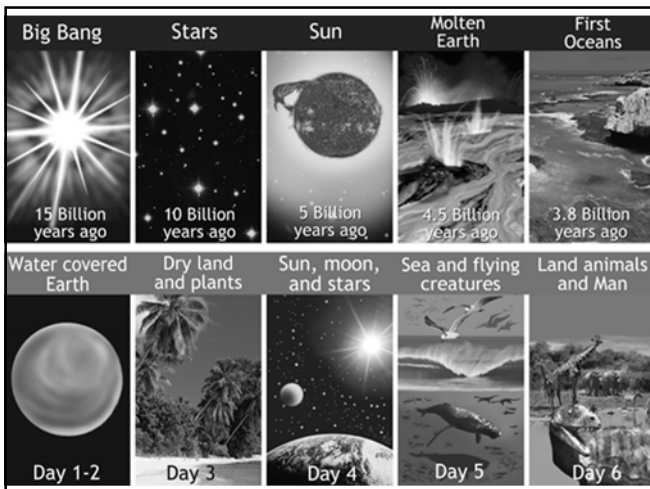 Big Bang
Stars
Sun
Molten
Earth
First
Oceans
15 Billion
years ago
10 Billion
years ago
5 Billion
years ago
4.5 Billion
years ago
3.8 Billion
years ago
Water covered
Earth
Dry land
and plants
Sun, moon,
and stars
Sea and flying
creatures
Land animals
and Man
Day 1-2
Day 3
Day 4
Day 5
Day 6